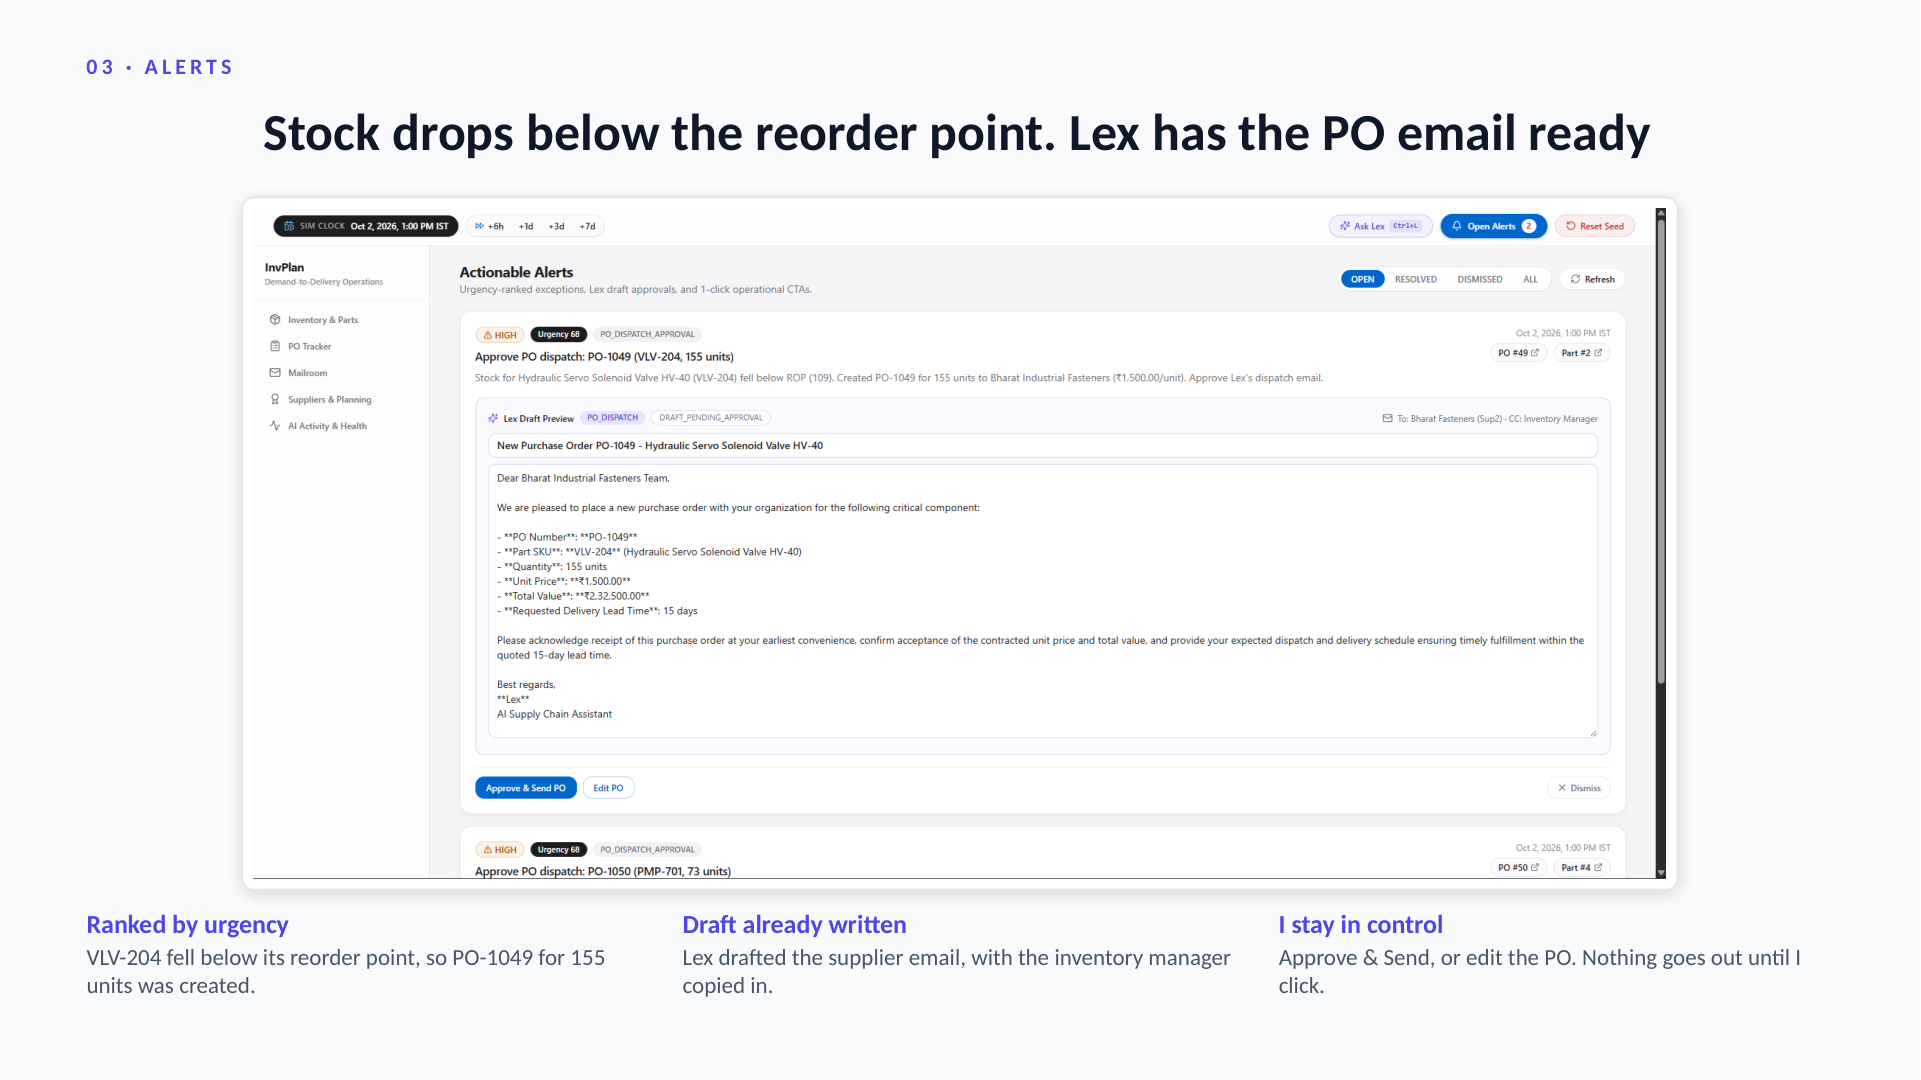 03 · ALERTS
Stock drops below the reorder point. Lex has the PO email ready
SIM CLOCK Oct 2, 2026, 1:00 PM IST
+6h +1d +3d +7d
Ask Lex Ctrl+L
Open Alerts 2
Reset Seed
InvPlan
Demand-to-Delivery Operations
Inventory & Parts
PO Tracker
Mailroom
Suppliers & Planning
AI Activity & Health
Actionable Alerts
Urgency-ranked exceptions, Lex draft approvals, and 1-click operational CTAs.
OPEN RESOLVED DISMISSED ALL
Refresh
HIGH Urgency 68 PO_DISPATCH_APPROVAL
Oct 2, 2026, 1:00 PM IST
Approve PO dispatch: PO-1049 (VLV-204, 155 units)
PO #49 Part #2
Stock for Hydraulic Servo Solenoid Valve HV-40 (VLV-204) fell below ROP (109). Created PO-1049 for 155 units to Bharat Industrial Fasteners (₹1,500.00/unit). Approve Lex's dispatch email.
Lex Draft Preview PO_DISPATCH DRAFT_PENDING_APPROVAL
To: Bharat Fasteners (Sup2) · CC: Inventory Manager
New Purchase Order PO-1049 - Hydraulic Servo Solenoid Valve HV-40
Dear Bharat Industrial Fasteners Team,
We are pleased to place a new purchase order with your organization for the following critical component:
- **PO Number**: **PO-1049**
- **Part SKU**: **VLV-204** (Hydraulic Servo Solenoid Valve HV-40)
- **Quantity**: 155 units
- **Unit Price**: **₹1,500.00**
- **Total Value**: **₹2,32,500.00**
- **Requested Delivery Lead Time**: 15 days
Please acknowledge receipt of this purchase order at your earliest convenience, confirm acceptance of the contracted unit price and total value, and provide your expected dispatch and delivery schedule ensuring timely fulfillment within the
quoted 15-day lead time.
Best regards,
**Lex**
AI Supply Chain Assistant
Approve & Send PO
Edit PO
Dismiss
HIGH Urgency 68 PO_DISPATCH_APPROVAL
Oct 2, 2026, 1:00 PM IST
Approve PO dispatch: PO-1050 (PMP-701, 73 units)
PO #50 Part #4
Ranked by urgency
VLV-204 fell below its reorder point, so PO-1049 for 155
units was created.
Draft already written
Lex drafted the supplier email, with the inventory manager
copied in.
I stay in control
Approve & Send, or edit the PO. Nothing goes out until I
click.